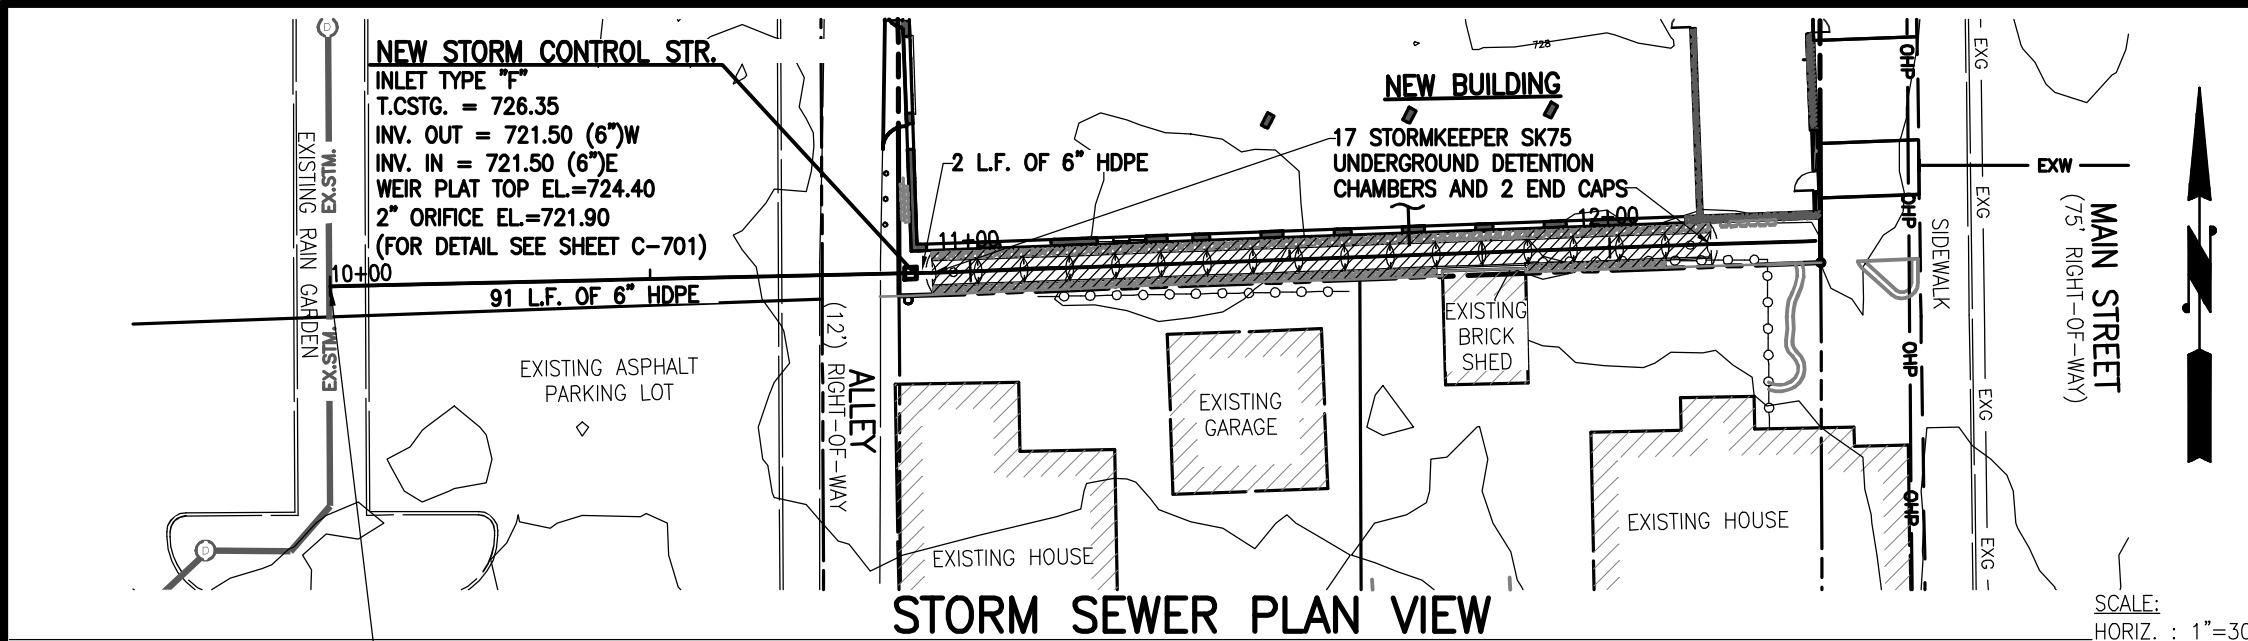 NEW STORM CONTROL STR.
INLET TYPE "F"
T.CSTG. = 726.35
INV. OUT = 721.50 (6")W
INV. IN = 721.50 (6")E
WEIR PLAT TOP EL.=724.40
2" ORIFICE EL.=721.90
(FOR DETAIL SEE SHEET C-701)
728
NEW BUILDING
17 STORMKEEPER SK75
UNDERGROUND DETENTION
CHAMBERS AND 2 END CAPS
2 L.F. OF 6" HDPE
10+00
11+00
12+00
91 L.F. OF 6" HDPE
EXISTING RAIN GARDEN
EX.STM.
EX.STM.
D
D
EXISTING ASPHALT
PARKING LOT
ALLEY
(12') RIGHT-OF-WAY
EXISTING
GARAGE
EXISTING
BRICK
SHED
EXISTING HOUSE
EXISTING HOUSE
OHP
OHP
OHP
OHP
EXG
EXG
EXG
EXG
EXW
SIDEWALK
MAIN STREET
(75' RIGHT-OF-WAY)
N
STORM SEWER PLAN VIEW
SCALE:
HORIZ. : 1"=30